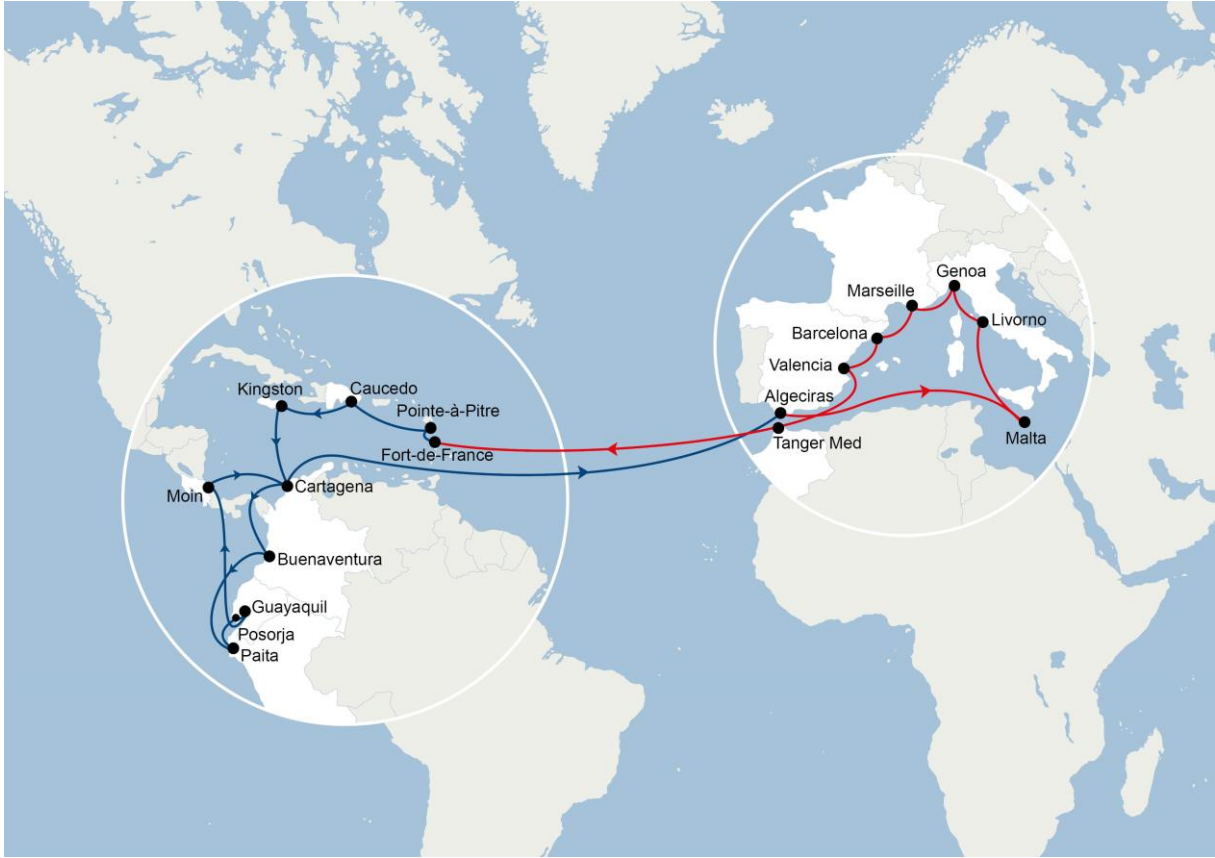 Genoa
Marseille
Livorno
Barcelona
Valencia
Kingston
Caucedo
Algeciras
Pointe-à-Pitre
Malta
Tanger Med
Fort-de-France
Cartagena
Moin
Buenaventura
Guayaquil
Posorja
Paita